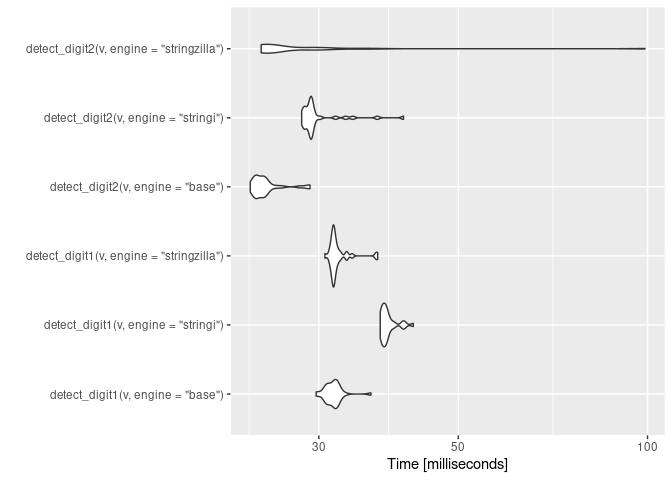 detect_digit2(v, engine = "stringzilla")
detect_digit2(v, engine = "stringi")
detect_digit2(v, engine = "base")
detect_digit1(v, engine = "stringzilla")
detect_digit1(v, engine = "stringi")
detect_digit1(v, engine = "base")
30 50 100
Time [milliseconds]